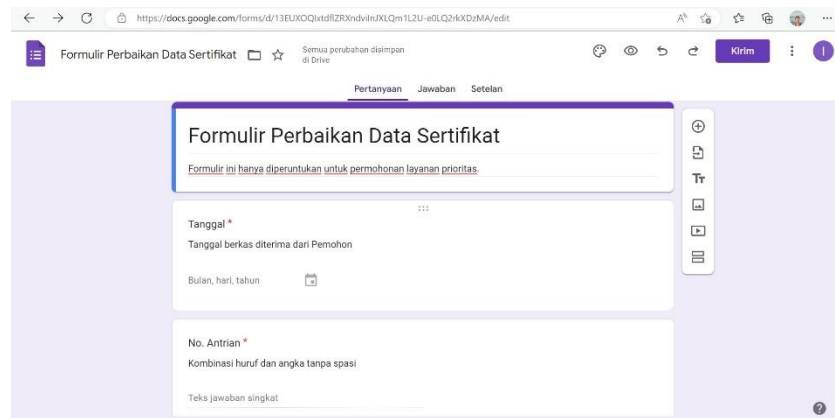 https://docs.google.com/forms/d/13EUXOQlxtdflZRXndviInJXLQm1L2U-e0LQ2rkXDzMA/edit
Formulir Perbaikan Data Sertifikat
Semua perubahan disimpan
di Drive
Kirim
I
Pertanyaan Jawaban Setelan
Formulir Perbaikan Data Sertifikat
Formulir ini hanya diperuntukan untuk permohonan layanan prioritas.
Tanggal *
Tanggal berkas diterima dari Pemohon
Bulan, hari, tahun
No. Antrian *
Kombinasi huruf dan angka tanpa spasi
Teks jawaban singkat